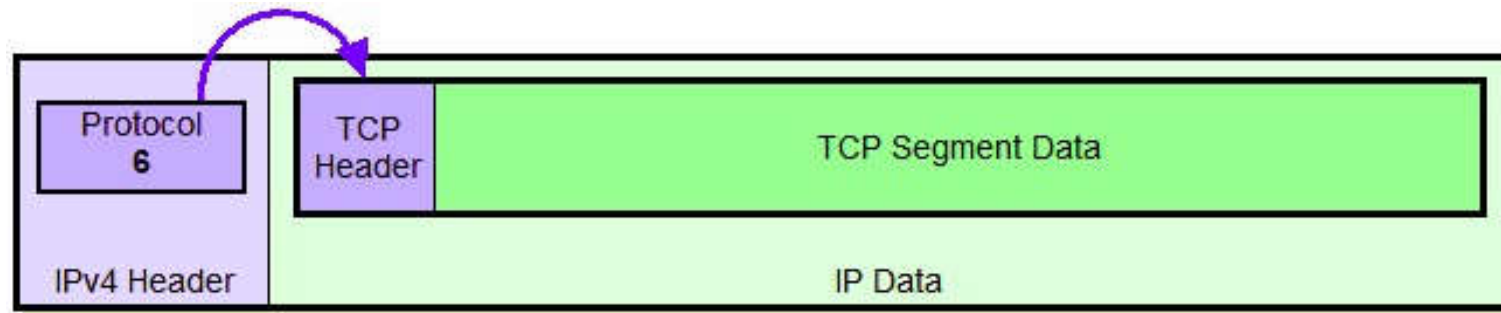 Protocol
6
TCP
Header
TCP Segment Data
IPv4 Header
IP Data